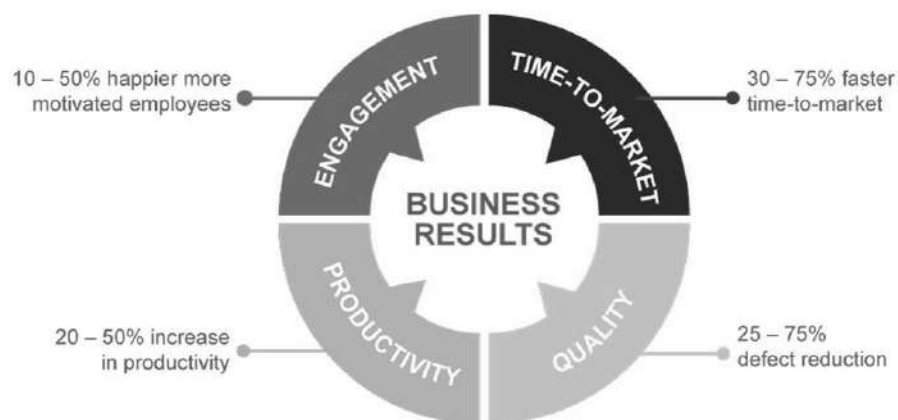 10 – 50% happier more
motivated employees
ENGAGEMENT
TIME-TO-MARKET
30 – 75% faster
time-to-market
BUSINESS
RESULTS
20 – 50% increase
in productivity
PRODUCTIVITY
QUALITY
25 – 75%
defect reduction